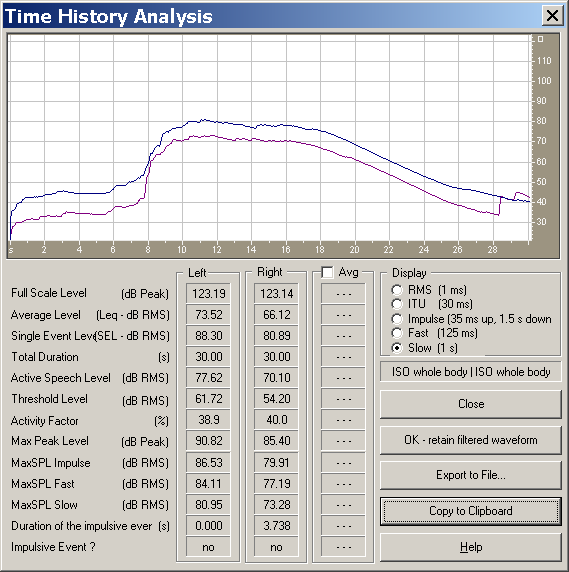 Time History Analysis
110
100
90
80
70
60
50
40
30
s 2 4 6 8 10 12 14 16 18 20 22 24 26 28
Left Right Avg Display
Full Scale Level (dB Peak) 123.19 123.14 ---
Average Level (Leq - dB RMS) 73.52 66.12 ---
Single Event Level (SEL - dB RMS) 88.30 80.89 ---
Total Duration (s) 30.00 30.00 ---
Active Speech Level (dB RMS) 77.62 70.10 ---
Threshold Level (dB RMS) 61.72 54.20 ---
Activity Factor (%) 38.9 40.0 ---
Max Peak Level (dB Peak) 90.82 85.40 ---
MaxSPL Impulse (dB RMS) 86.53 79.91 ---
MaxSPL Fast (dB RMS) 84.11 77.19 ---
MaxSPL Slow (dB RMS) 80.95 73.28 ---
Duration of the impulsive ever (s) 0.000 3.738 ---
Impulsive Event ? no no ---
RMS (1 ms)
ITU (30 ms)
Impulse (35 ms up, 1.5 s down
Fast (125 ms)
Slow (1 s)
ISO whole body | ISO whole body
Close
OK - retain filtered waveform
Export to File...
Copy to Clipboard
Help